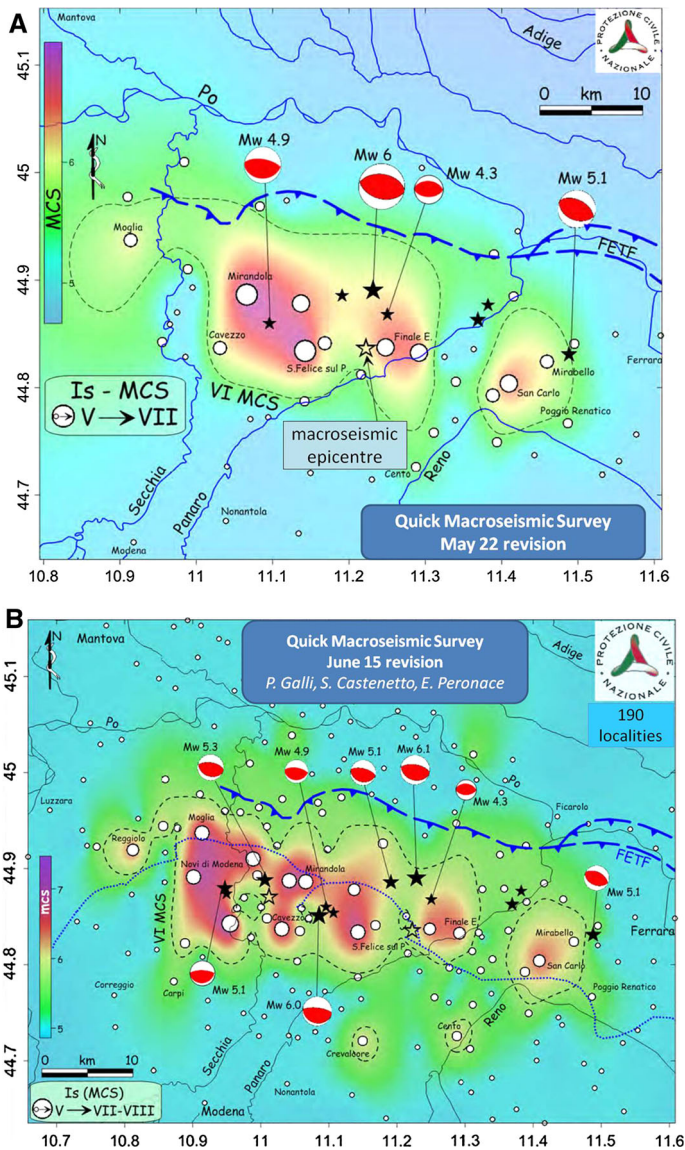 A
Mantova
Adige
PROTEZIONE CIVILE
NAZIONALE
0 km 10
Po
N
MCS
6
5
Mw 4.9
Mw 6
Mw 4.3
Mw 5.1
FETF
Moglia
Mirandola
Cavezzo
S.Felice sul P.
Finale E.
Ferrara
Mirabello
San Carlo
Poggio Renatico
VI MCS
Is - MCS
V VII
macroseismic
epicentre
Cento
Reno
Secchia
Panaro
Nonantola
Modena
Quick Macroseismic Survey
May 22 revision
45.1
45
44.9
44.8
44.7
10.8 10.9 11 11.1 11.2 11.3 11.4 11.5 11.6
B
N
Mantova
Quick Macroseismic Survey
June 15 revision
P. Galli, S. Castenetto, E. Peronace
Adige
PROTEZIONE CIVILE
NAZIONALE
190
localities
Po
Mw 5.3
Mw 4.9
Mw 5.1
Mw 6.1
Mw 4.3
Po
Luzzara
Ficarolo
Moglia
Reggiolo
FETF
Novi di Modena
Mirandola
Mw 5.1
mcs
7
6
5
VI MCS
Cavezzo
S.Felice sul P.
Finale E.
Mirabello
Ferrara
San Carlo
Correggio
Carpi
Mw 5.1
Mw 6.0
Poggio Renatico
Reno
Cento
Crevalcore
Secchia
Panaro
Nonantola
Modena
0 km 10
Is (MCS)
V VII-VIII
45.1
45
44.9
44.8
44.7
10.7 10.8 10.9 11 11.1 11.2 11.3 11.4 11.5 11.6